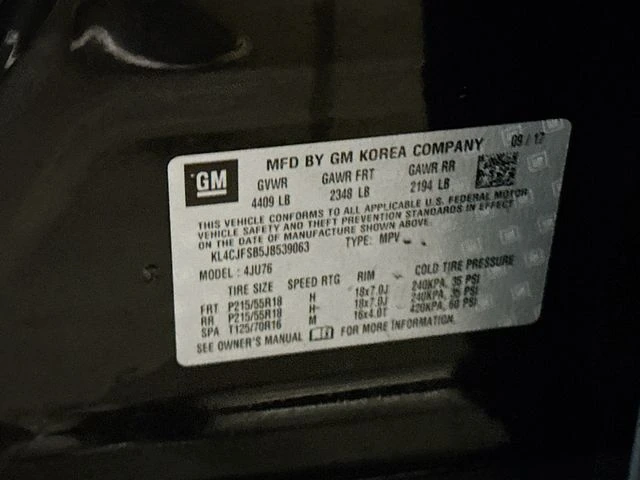 GM
MFD BY GM KOREA COMPANY 09 / 17
GVWR GAWR FRT GAWR RR
4409 LB 2348 LB 2194 LB
THIS VEHICLE CONFORMS TO ALL APPLICABLE U.S. FEDERAL MOTOR
VEHICLE SAFETY AND THEFT PREVENTION STANDARDS IN EFFECT
ON THE DATE OF MANUFACTURE SHOWN ABOVE.
KL4CJFSB5JB539063 TYPE: MPV
MODEL : 4JU76
TIRE SIZE SPEED RTG RIM COLD TIRE PRESSURE
FRT P215/55R18 H 18x7.0J 240KPA, 35 PSI
RR P215/55R18 H 18x7.0J 240KPA, 35 PSI
SPA T125/70R16 M 16x4.0T 420KPA, 60 PSI
SEE OWNER'S MANUAL FOR MORE INFORMATION.